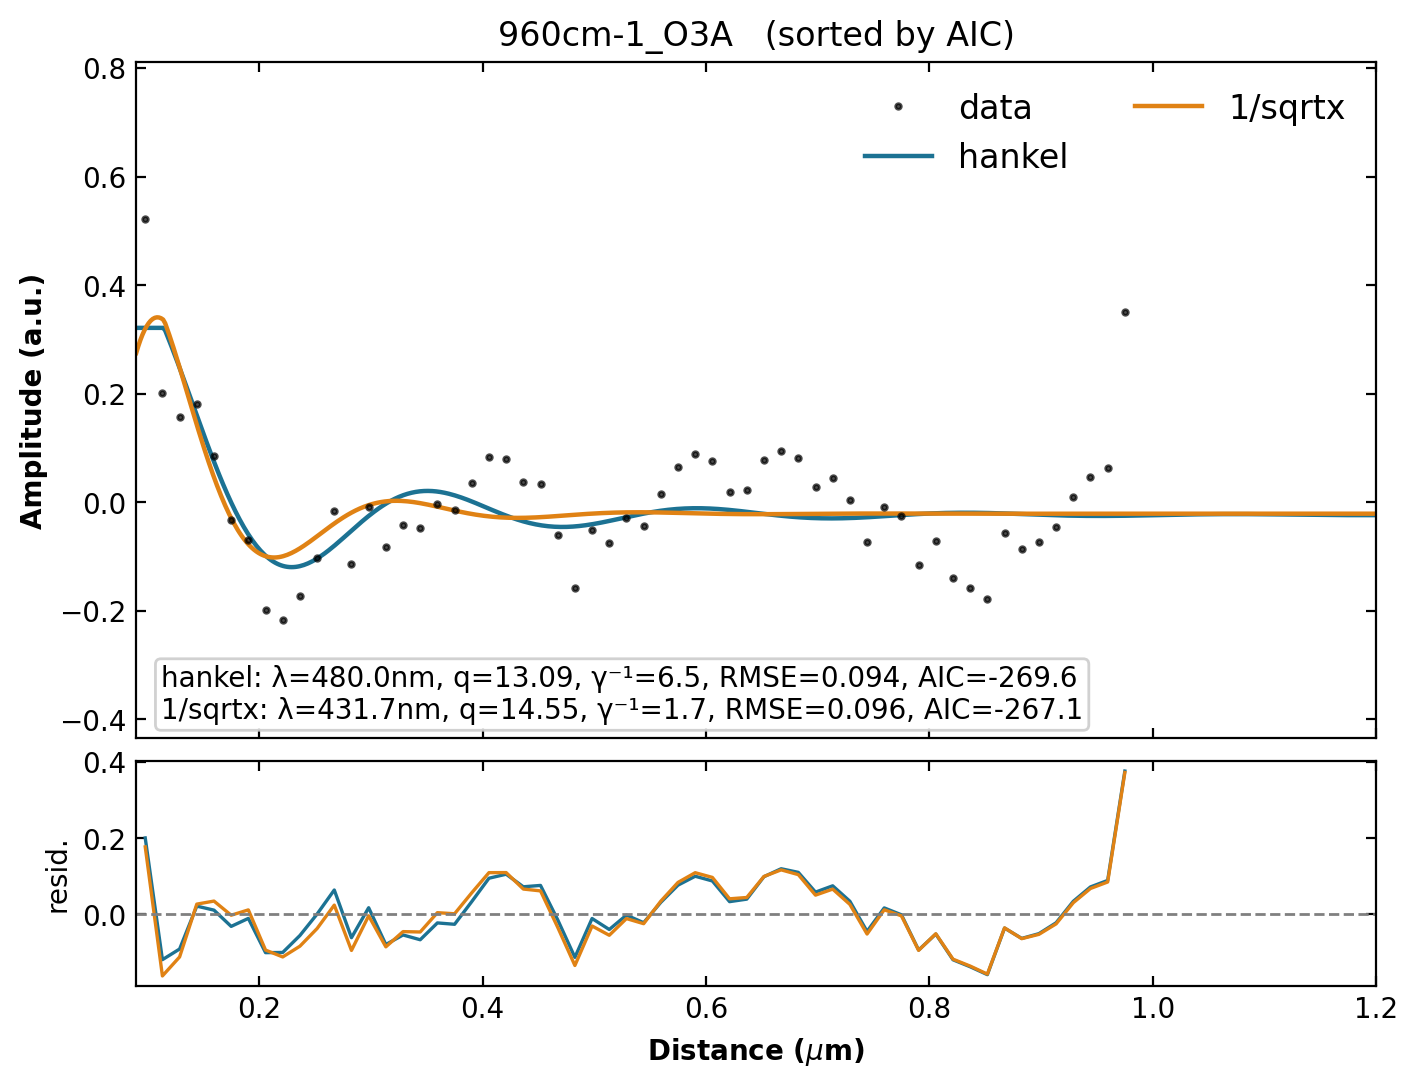 960cm-1_O3A   (sorted by AIC)
0.8
0.6
0.4
0.2
0.0
−0.2
−0.4
Amplitude (a.u.)
data
hankel
1/sqrtx
hankel: λ=480.0nm, q=13.09, γ⁻¹=6.5, RMSE=0.094, AIC=-269.6
1/sqrtx: λ=431.7nm, q=14.55, γ⁻¹=1.7, RMSE=0.096, AIC=-267.1
0.4
0.2
0.0
resid.
0.2 0.4 0.6 0.8 1.0 1.2
Distance (μm)